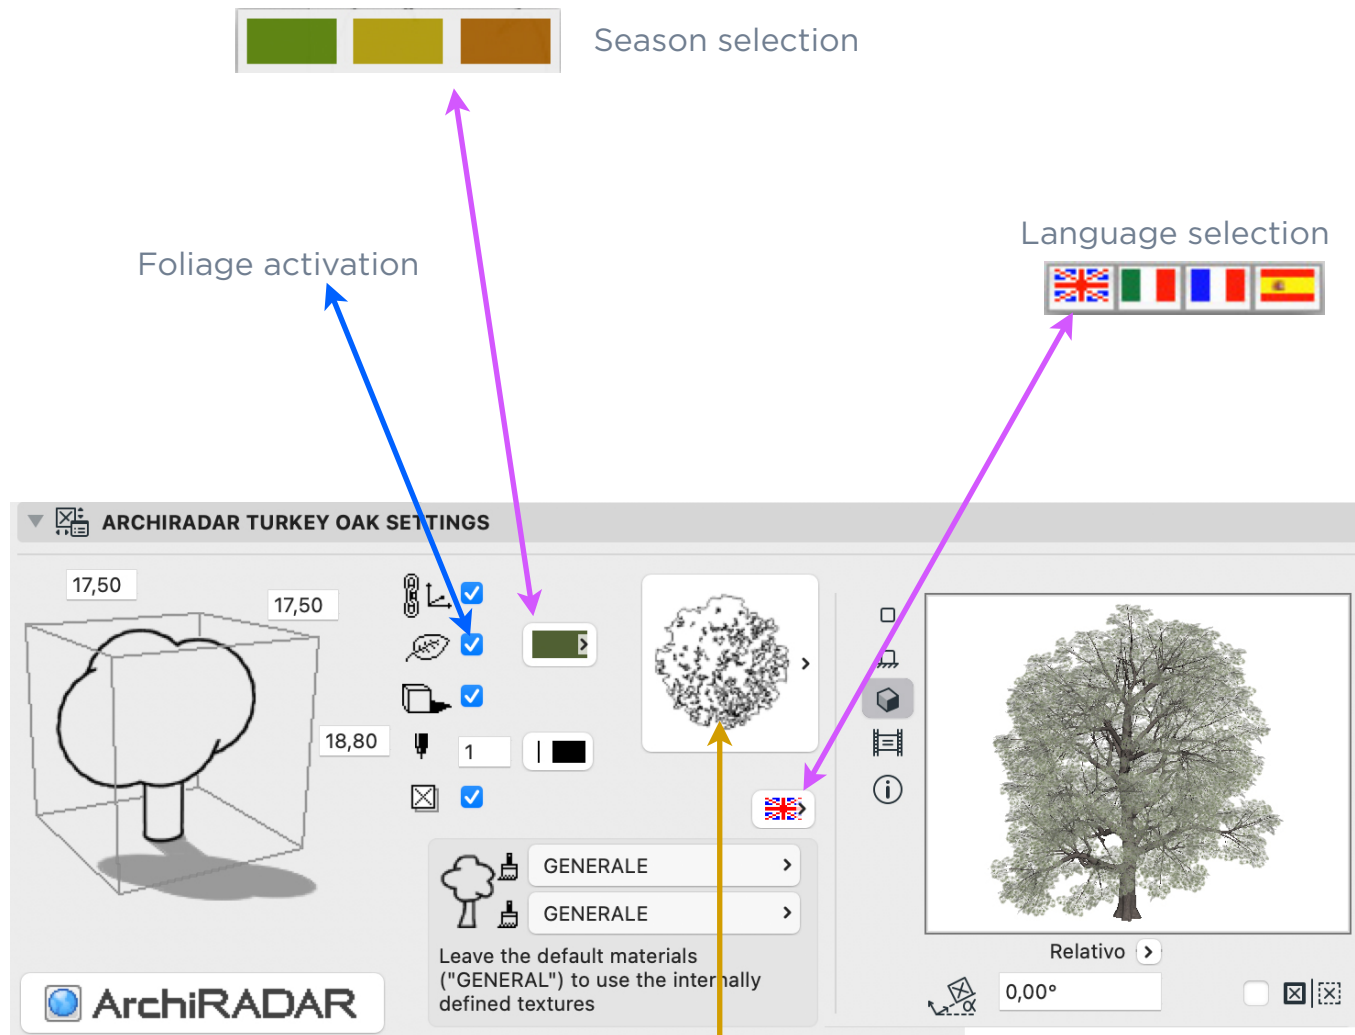 Season selection
Language selection
Foliage activation
ARCHIRADAR TURKEY OAK SETTINGS
17,50
17,50
18,80
1
GENERALE
GENERALE
Leave the default materials
("GENERAL") to use the internally
defined textures
ArchiRADAR
Relativo
α
0,00°